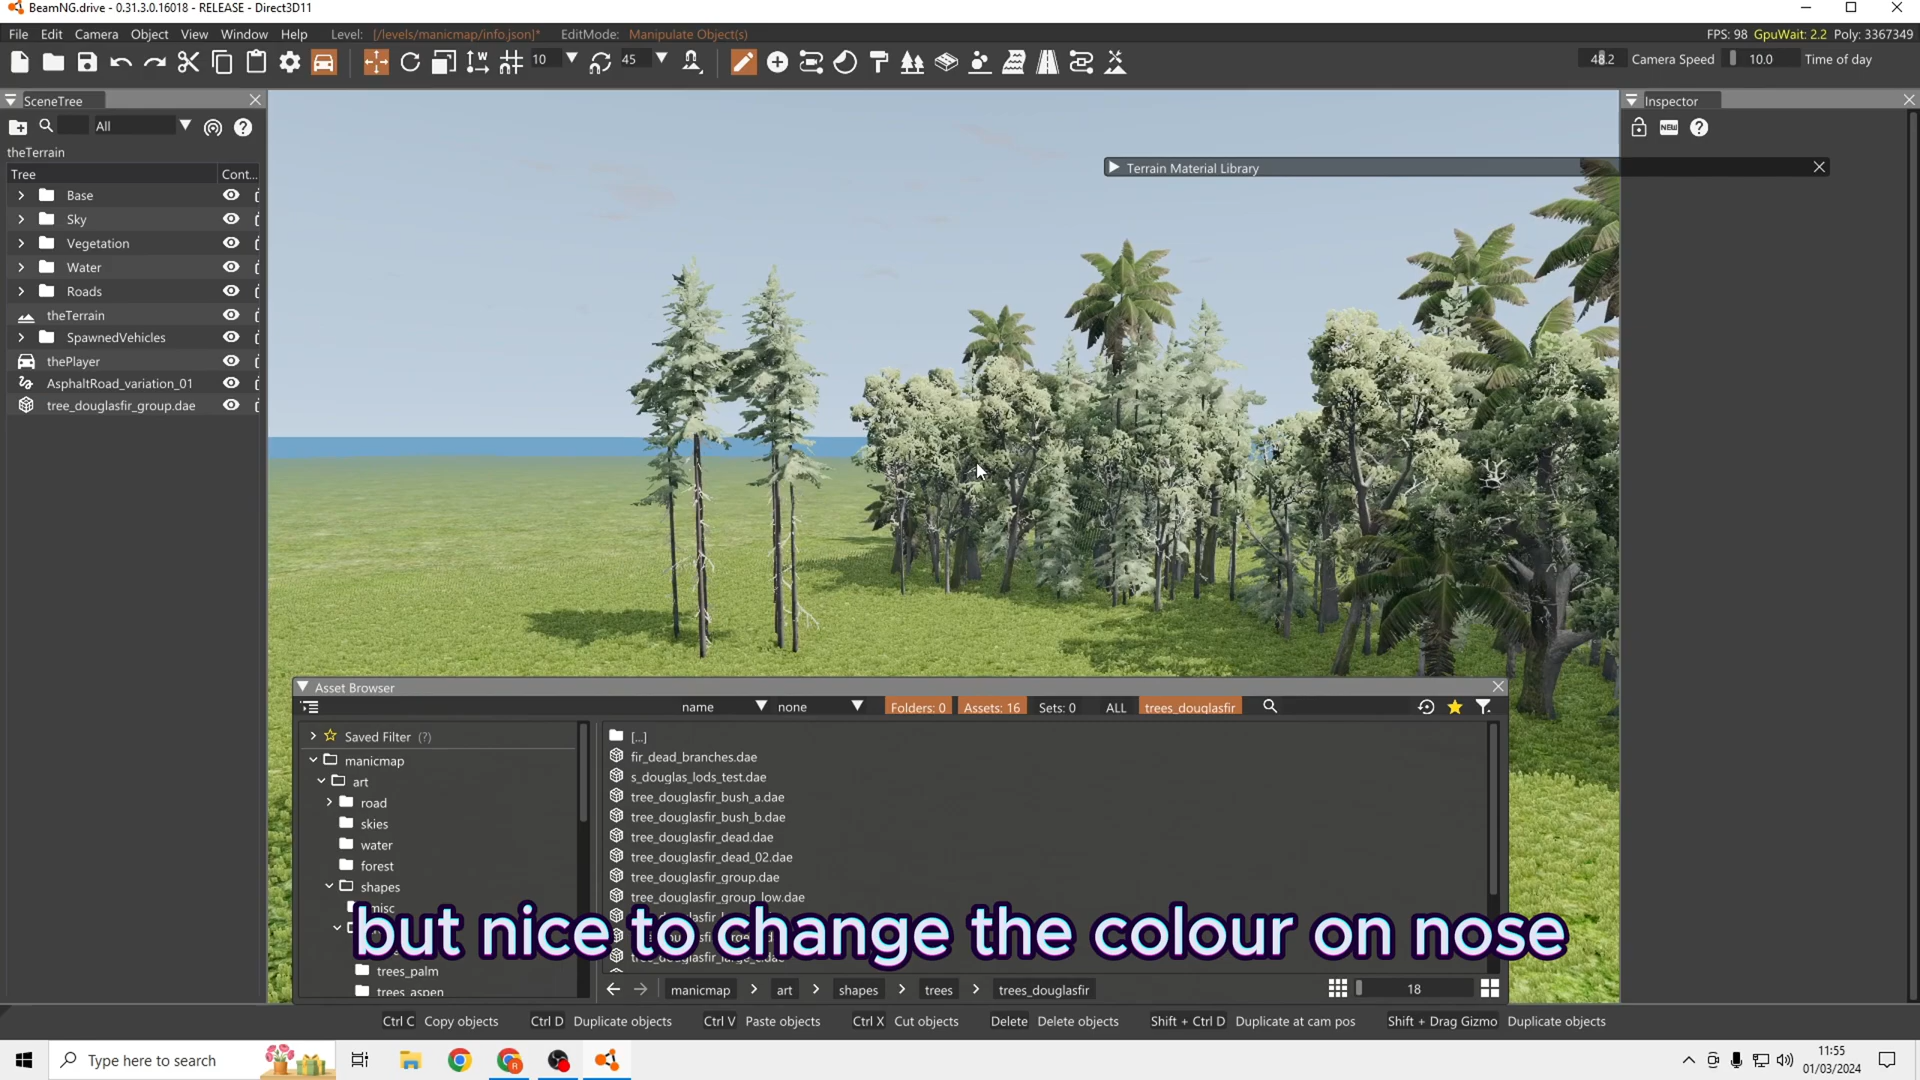 BeamNG.drive - 0.31.3.0.16018 - RELEASE - Direct3D11
File Edit Camera Object View Window Help Level: [/levels/manicmap/info.json]* EditMode: Manipulate Object(s) FPS: 98 GpuWait: 2.2 Poly: 3367349
10 45 48.2 Camera Speed 10.0 Time of day
SceneTree Inspector
All NEW
theTerrain
Terrain Material Library
Tree Cont...
Base
Sky
Vegetation
Water
Roads
theTerrain
SpawnedVehicles
thePlayer
AsphaltRoad_variation_01
tree_douglasfir_group.dae
Asset Browser
name none Folders: 0 Assets: 16 Sets: 0 ALL trees_douglasfir
Saved Filter (?)
manicmap
art
road
skies
water
forest
shapes
trees_palm
trees_aspen
[...]
fir_dead_branches.dae
s_douglas_lods_test.dae
tree_douglasfir_bush_a.dae
tree_douglasfir_bush_b.dae
tree_douglasfir_dead.dae
tree_douglasfir_dead_02.dae
tree_douglasfir_group.dae
tree_douglasfir_group_low.dae
but nice to change the colour on nose
manicmap > art > shapes > trees > trees_douglasfir 18
Ctrl C Copy objects Ctrl D Duplicate objects Ctrl V Paste objects Ctrl X Cut objects Delete Delete objects Shift + Ctrl D Duplicate at cam pos Shift + Drag Gizmo Duplicate objects
Type here to search
11:55
01/03/2024